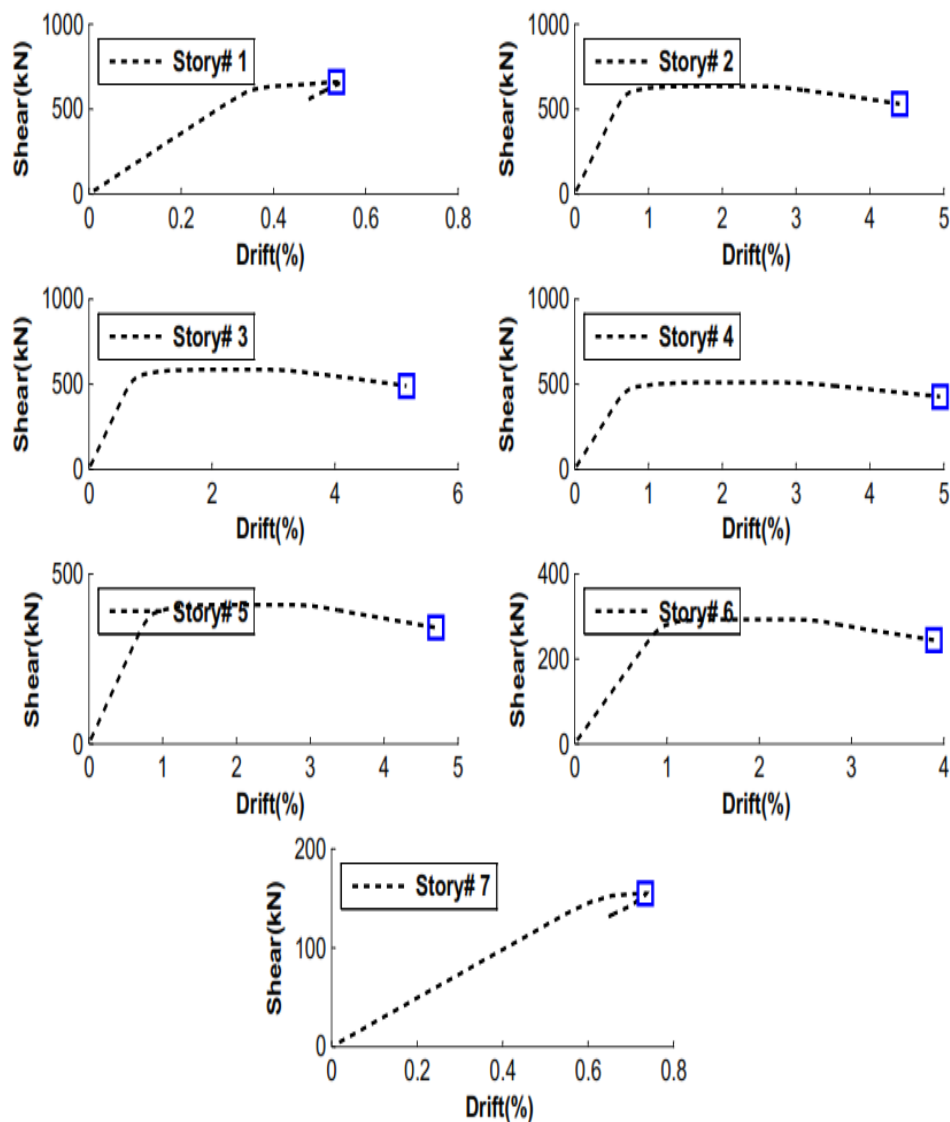 1000
500
0
Shear(kN)
Story# 1
0 0.2 0.4 0.6 0.8
Drift(%)
1000
500
0
Shear(kN)
Story# 2
0 1 2 3 4 5
Drift(%)
1000
500
0
Shear(kN)
Story# 3
0 2 4 6
Drift(%)
1000
500
0
Shear(kN)
Story# 4
0 1 2 3 4 5
Drift(%)
500
0
Shear(kN)
Story# 5
0 1 2 3 4 5
Drift(%)
400
200
0
Shear(kN)
Story# 6
0 1 2 3 4
Drift(%)
200
100
0
Shear(kN)
Story# 7
0 0.2 0.4 0.6 0.8
Drift(%)